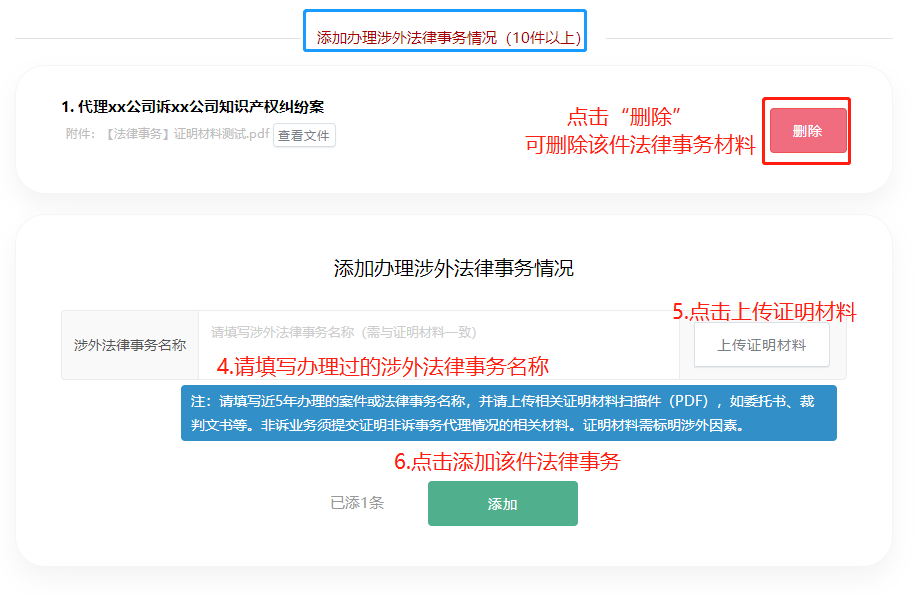 添加办理涉外法律事务情况（10件以上）
1. 代理xx公司诉xx公司知识产权纠纷案
附件：【法律事务】证明材料测试.pdf 查看文件
点击“删除”
可删除该件法律事务材料
删除
添加办理涉外法律事务情况
5.点击上传证明材料
涉外法律事务名称
请填写涉外法律事务名称（需与证明材料一致）
上传证明材料
4.请填写办理过的涉外法律事务名称
注：请填写近5年办理的案件或法律事务名称，并请上传相关证明材料扫描件（PDF），如委托书、裁
判文书等。非诉业务须提交证明非诉事务代理情况的相关材料。证明材料需标明涉外因素。
6.点击添加该件法律事务
已添1条
添加